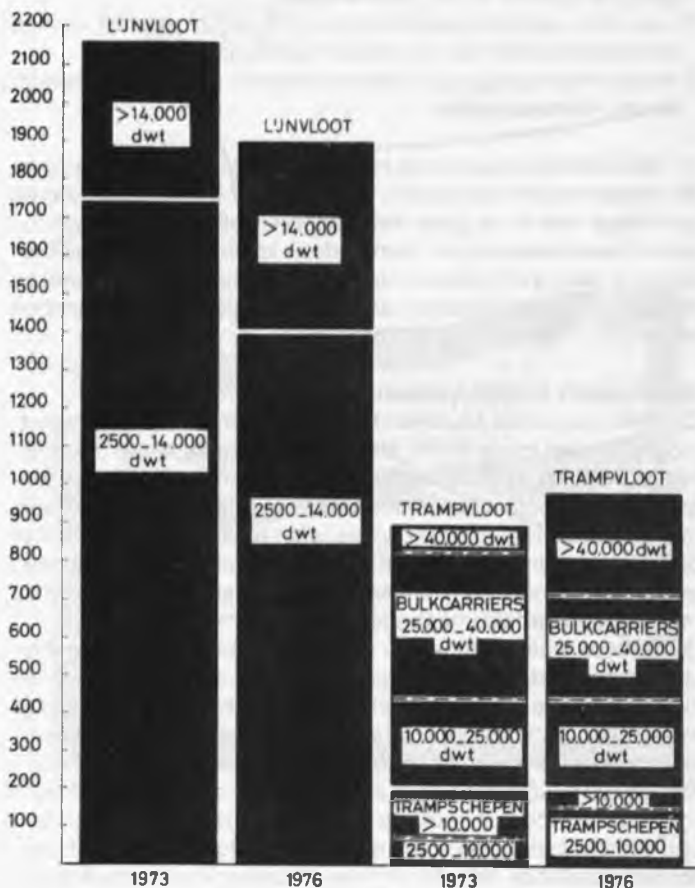 2200
2100
2000
1900
1800
1700
1600
1500
1400
1300
1200
1100
1000
900
800
700
600
500
400
300
200
100
LIJNVLOOT
>14.000
dwt
2500_14.000
dwt
1973
LIJNVLOOT
>14.000
dwt
2500_14.000
dwt
1976
TRAMPVLOOT
>40.000 dwt
BULKCARRIERS
25.000_40.000
dwt
10.000_25.000
dwt
TRAMPSCHEPEN
>10.000
2500_10.000
1973
TRAMPVLOOT
>40.000 dwt
BULKCARRIERS
25.000_40.000
dwt
10.000_25.000
dwt
>10.000
TRAMPSCHEPEN
2500_10.000
1976